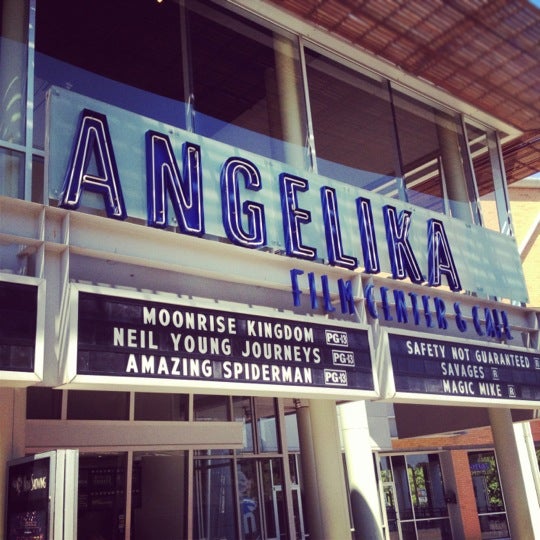 ANGELIKA
FILM CENTER & CAFE
MOONRISE KINGDOM PG-13
NEIL YOUNG JOURNEYS PG-13
AMAZING SPIDERMAN PG-13
SAFETY NOT GUARANTEED R
SAVAGES R
MAGIC MIKE R